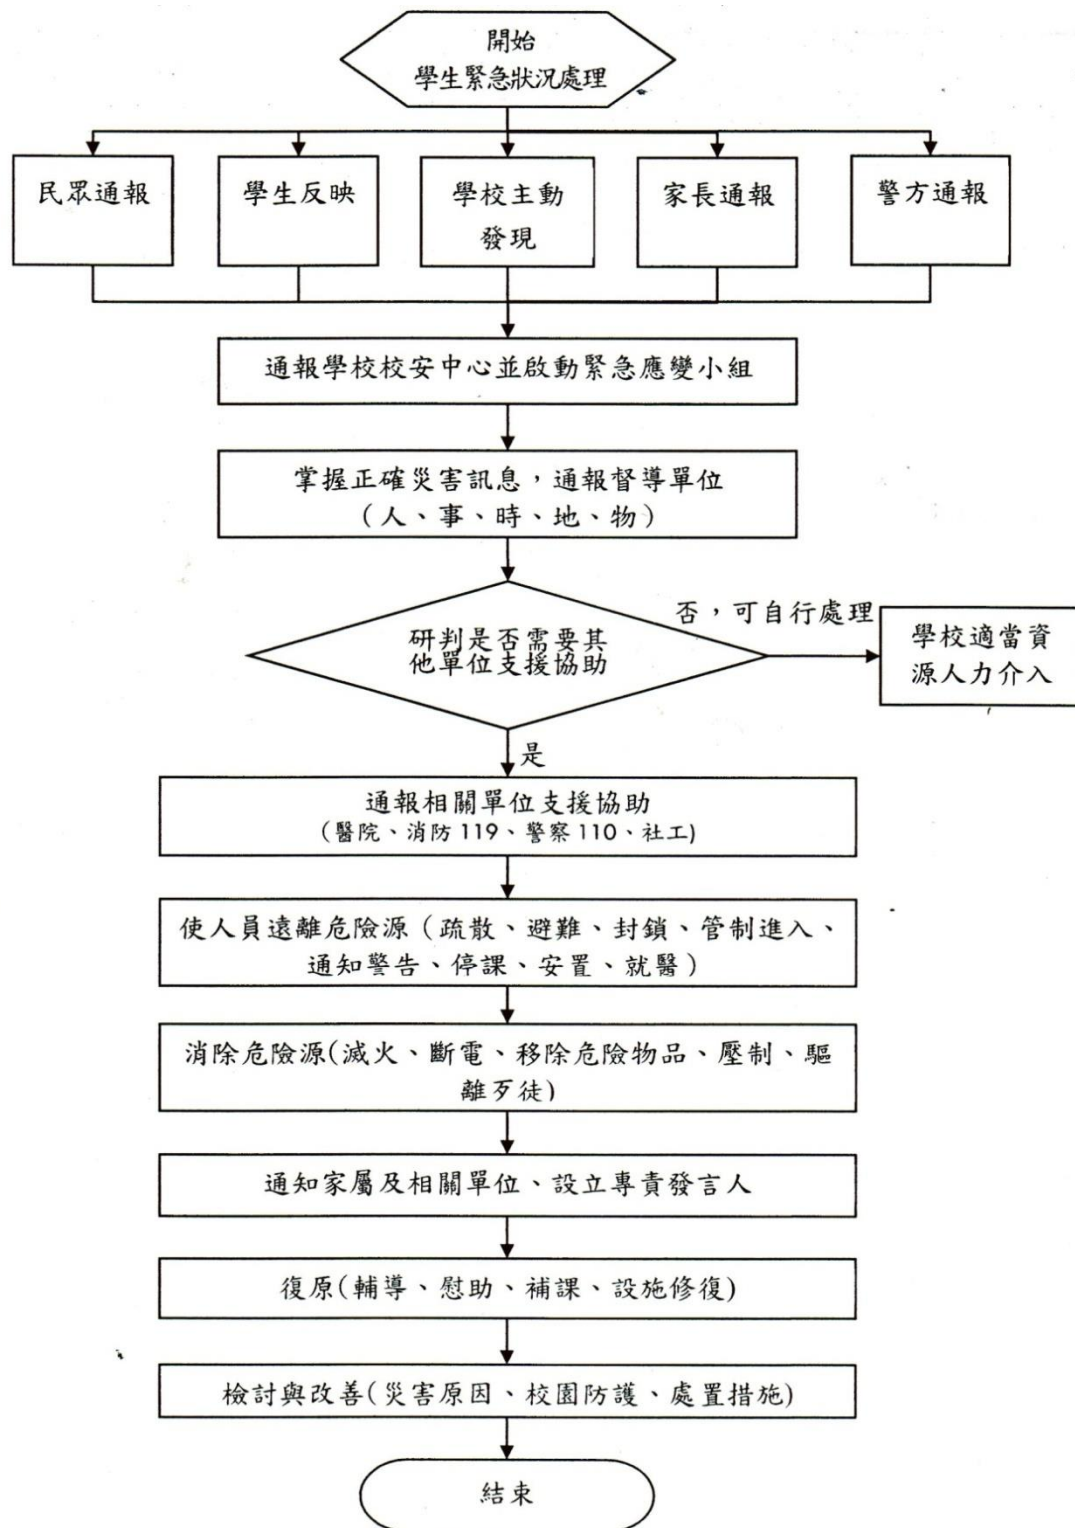 開始
學生緊急狀況處理
民眾通報
學生反映
學校主動
發現
家長通報
警方通報
通報學校校安中心並啟動緊急應變小組
掌握正確災害訊息，通報督導單位
（人、事、時、地、物）
研判是否需要其
他單位支援協助
否，可自行處理
學校適當資
源人力介入
是
通報相關單位支援協助
(醫院、消防 119、警察 110、社工)
使人員遠離危險源（疏散、避難、封鎖、管制進入、
通知警告、停課、安置、就醫）
消除危險源(滅火、斷電、移除危險物品、壓制、驅
離歹徒)
通知家屬及相關單位、設立專責發言人
復原(輔導、慰助、補課、設施修復)
檢討與改善(災害原因、校園防護、處置措施)
結束